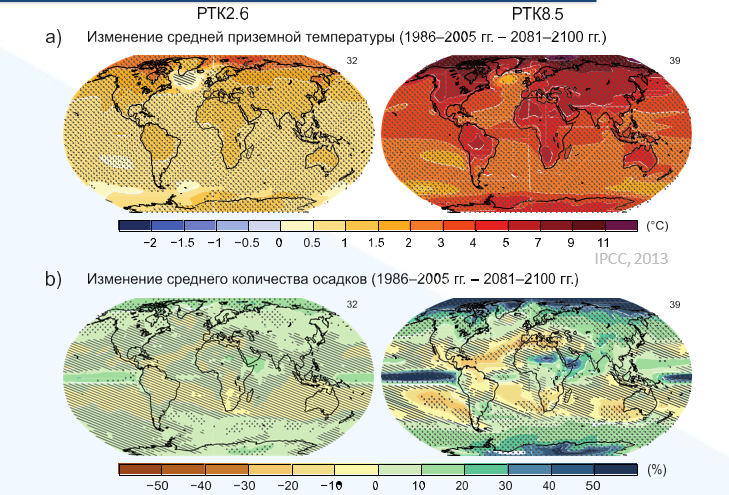 РТК2.6 РТК8.5
a) Изменение средней приземной температуры (1986–2005 гг. – 2081–2100 гг.)
32 39
−2 −1.5 −1 −0.5 0 0.5 1 1.5 2 3 4 5 7 9 11 (°C)
IPCC, 2013
b) Изменение среднего количества осадков (1986–2005 гг. – 2081–2100 гг.)
32 39
−50 −40 −30 −20 −10 0 10 20 30 40 50 (%)